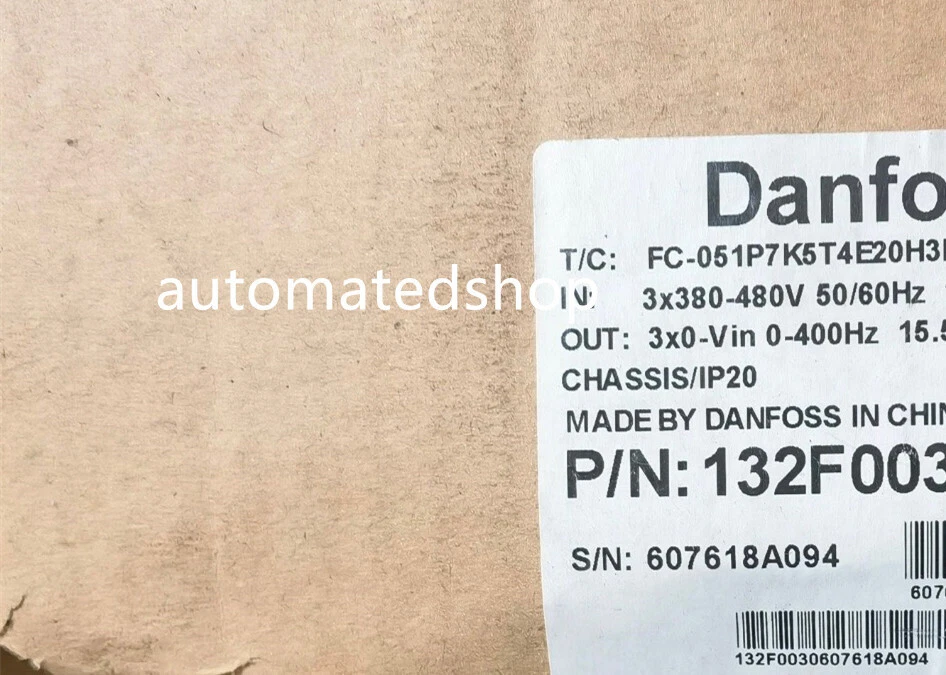 Danfo
T/C: FC-051P7K5T4E20H3
automatedshop
IN: 3x380-480V 50/60Hz
OUT: 3x0-Vin 0-400Hz 15.5
CHASSIS/IP20
MADE BY DANFOSS IN CHIN
P/N: 132F003
S/N: 607618A094
607
132F0030607618A094